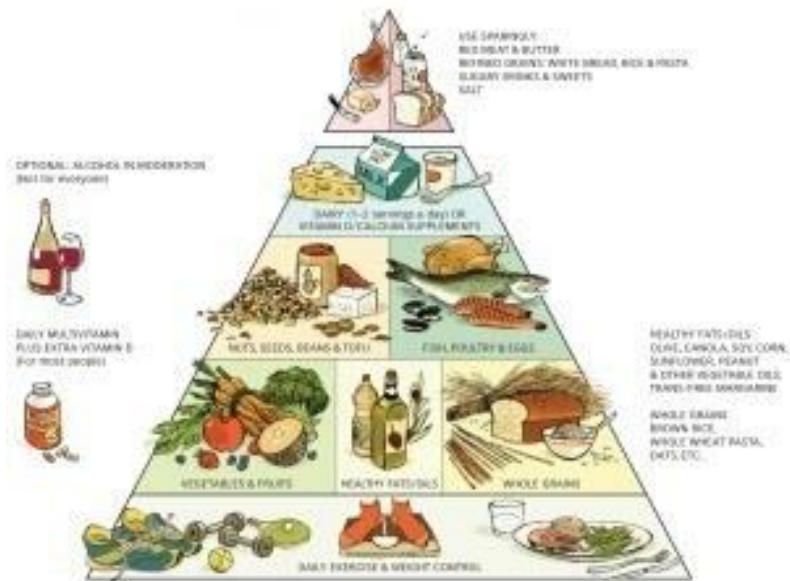 USE SPARINGLY:
RED MEAT & BUTTER
REFINED GRAINS: WHITE BREAD, RICE & PASTA
SUGARY DRINKS & SWEETS
SALT
OPTIONAL: ALCOHOL IN MODERATION
(Not for everyone)
DAIRY (1–2 servings a day) OR
VITAMIN D/CALCIUM SUPPLEMENTS
NUTS, SEEDS, BEANS & TOFU
FISH, POULTRY & EGGS
DAILY MULTIVITAMIN
PLUS EXTRA VITAMIN D
(For most people)
HEALTHY FATS/OILS:
OLIVE, CANOLA, SOY, CORN,
SUNFLOWER, PEANUT
& OTHER VEGETABLE OILS;
TRANS-FREE MARGARINE
WHOLE GRAINS:
BROWN RICE,
WHOLE WHEAT PASTA,
OATS, ETC.
VEGETABLES & FRUITS
HEALTHY FATS/OILS
WHOLE GRAINS
DAILY EXERCISE & WEIGHT CONTROL